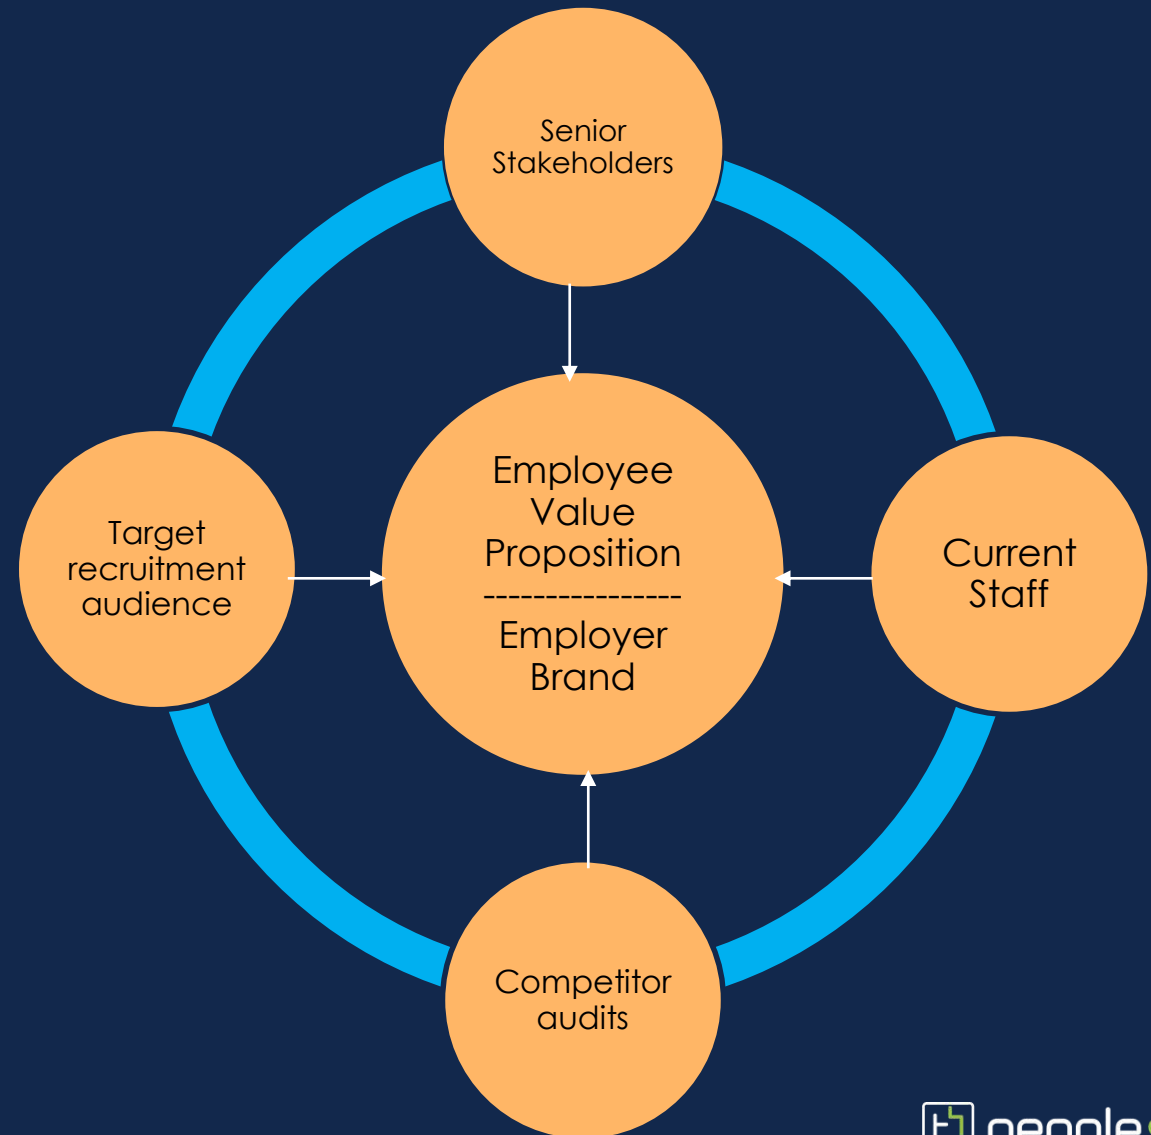 Senior
Stakeholders
Employee
Value
Proposition
----------------
Employer
Brand
Target
recruitment
audience
Current
Staff
Competitor
audits